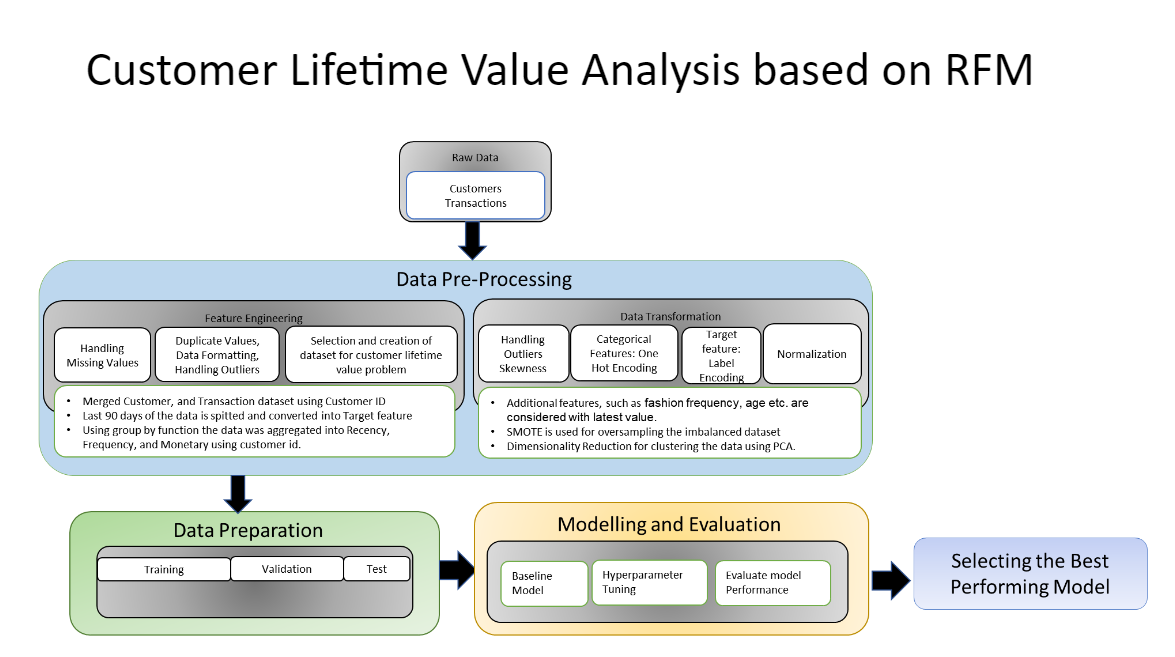 Customer Lifetime Value Analysis based on RFM
Raw Data
Customers
Transactions
Data Pre-Processing
Feature Engineering
Handling
Missing Values
Duplicate Values,
Data Formatting,
Handling Outliers
Selection and creation of
dataset for customer lifetime
value problem
• Merged Customer, and Transaction dataset using Customer ID
• Last 90 days of the data is spitted and converted into Target feature
• Using group by function the data was aggregated into Recency,
Frequency, and Monetary using customer id.
Data Transformation
Handling
Outliers
Skewness
Categorical
Features: One
Hot Encoding
Target
feature:
Label
Encoding
Normalization
• Additional features, such as fashion frequency, age etc. are
considered with latest value.
• SMOTE is used for oversampling the imbalanced dataset
• Dimensionality Reduction for clustering the data using PCA.
Data Preparation
Training
Validation
Test
Modelling and Evaluation
Baseline
Model
Hyperparameter
Tuning
Evaluate model
Performance
Selecting the Best
Performing Model